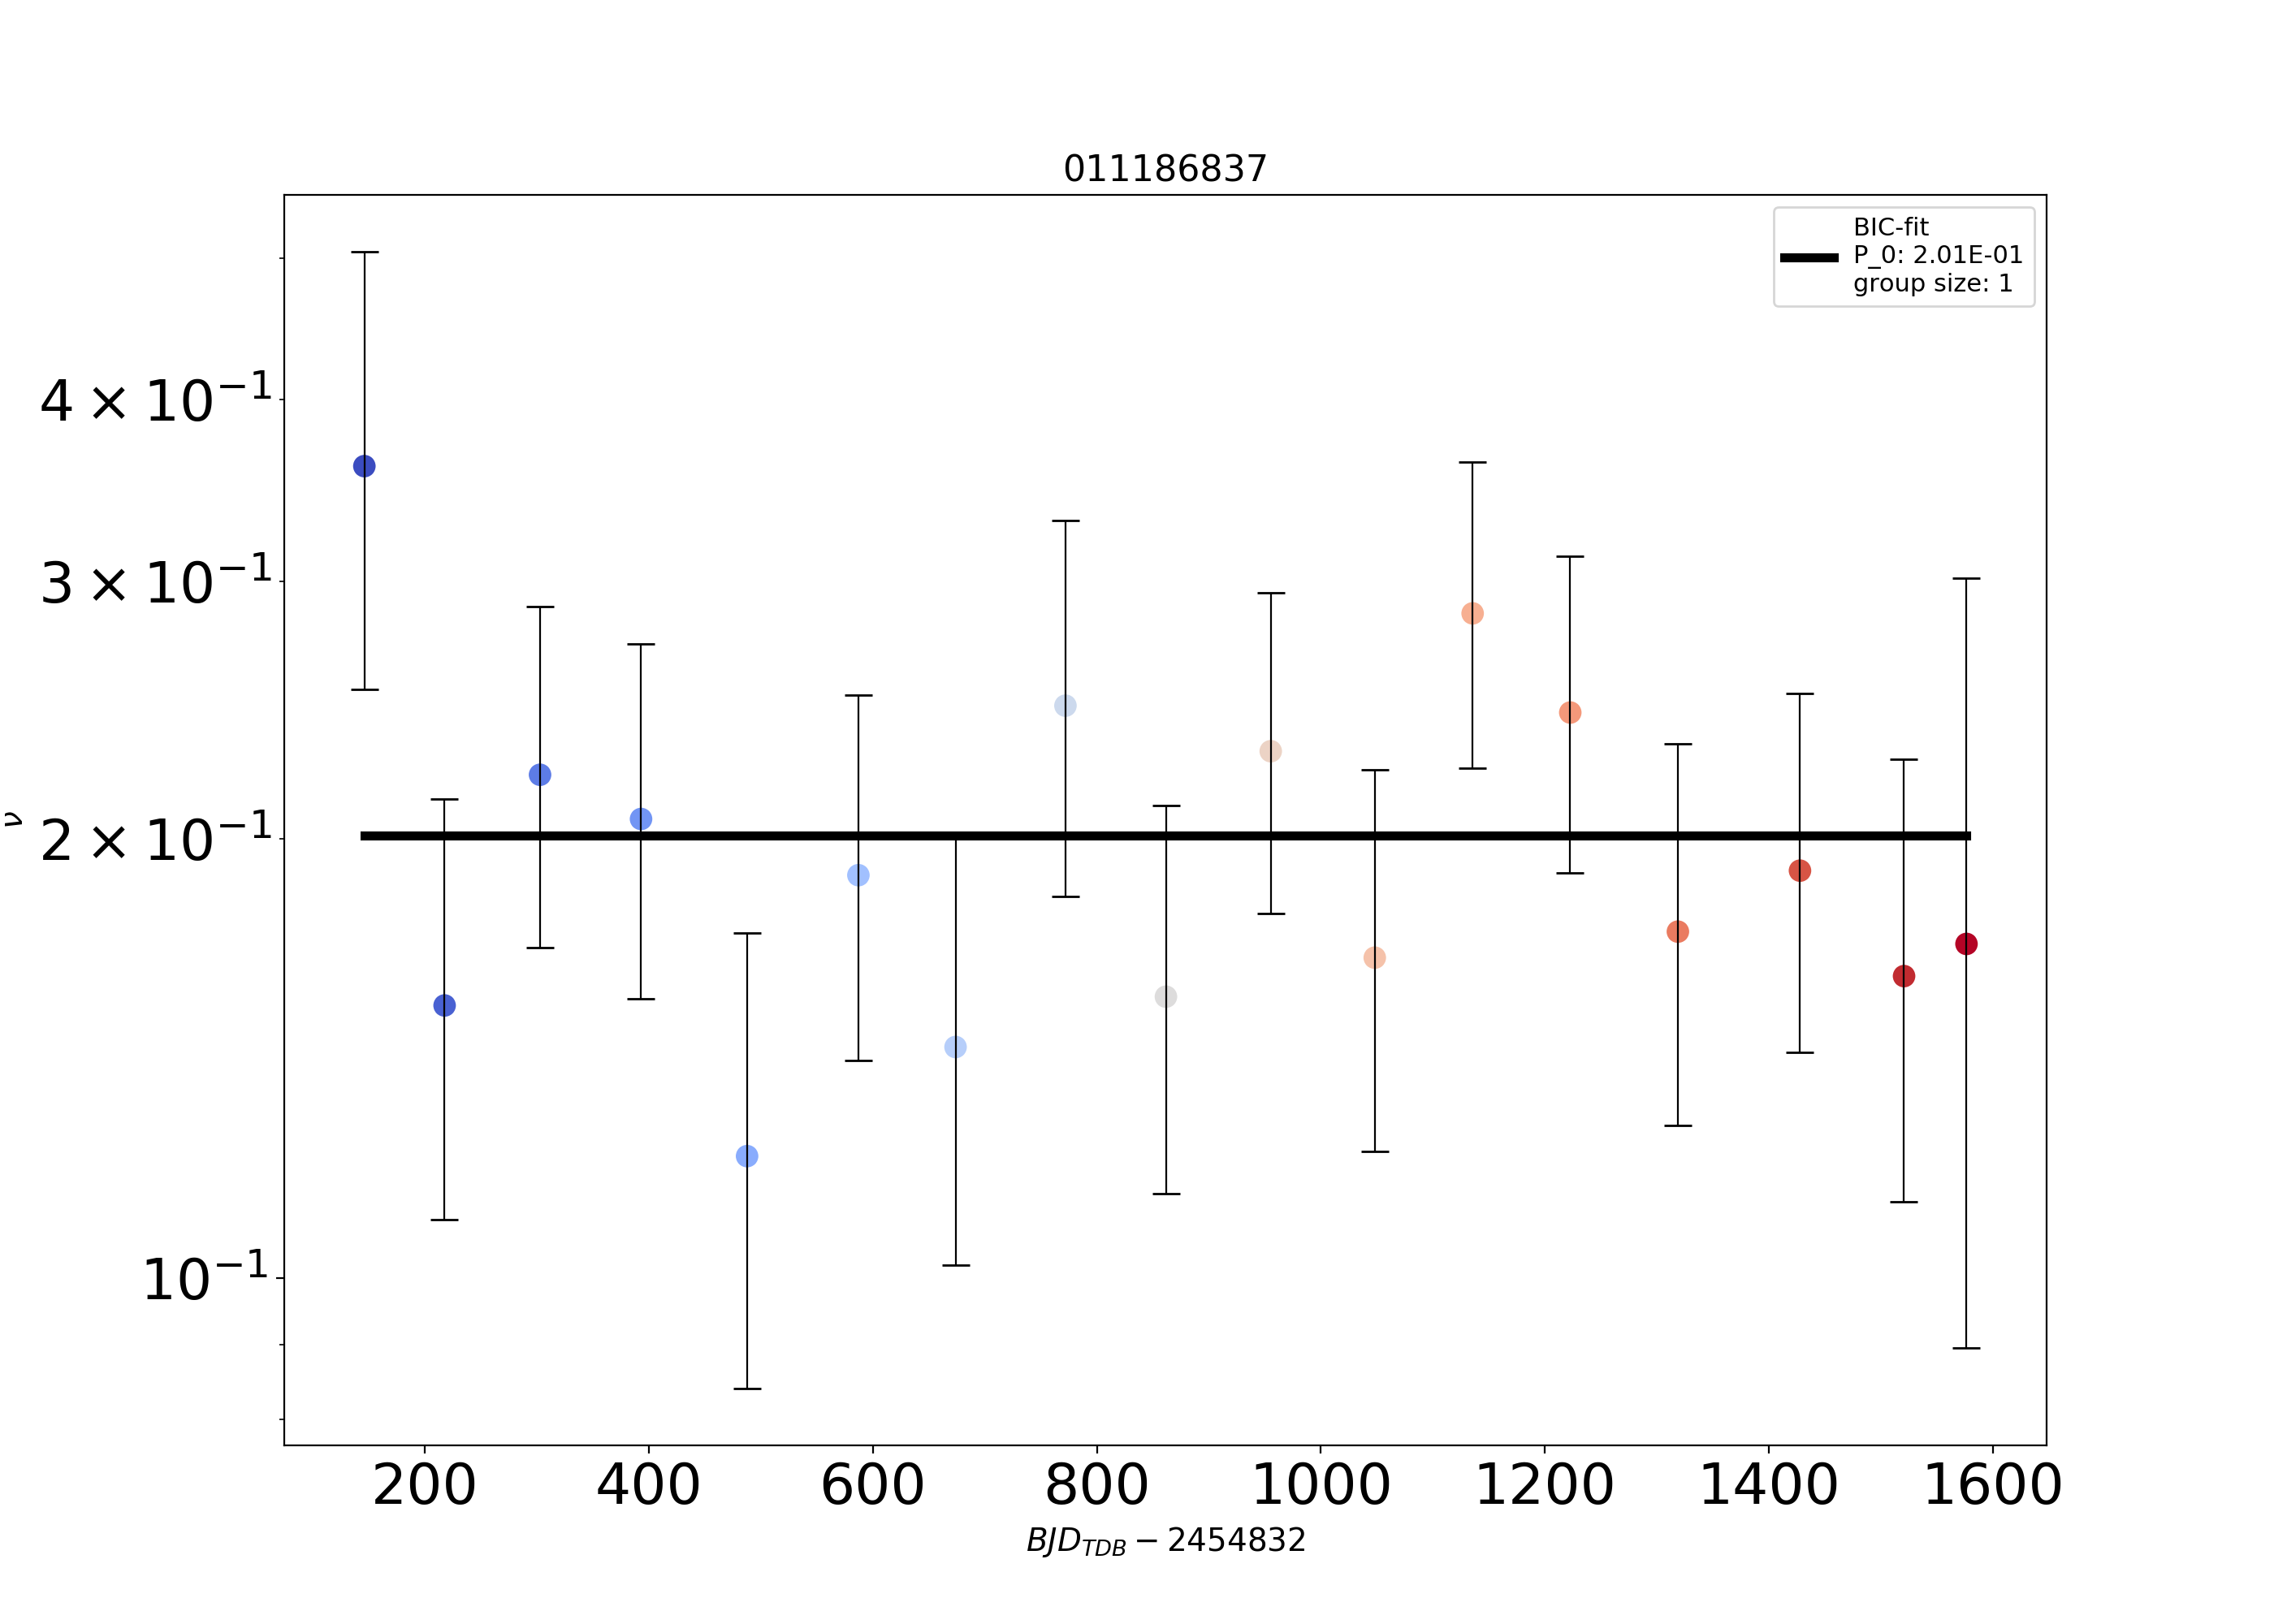 011186837
BIC-fit
P_0: 2.01E-01
group size: 1
4 × 10⁻¹
3 × 10⁻¹
2 × 10⁻¹
10⁻¹
ν
200 400 600 800 1000 1200 1400 1600
BJD_TDB − 2454832